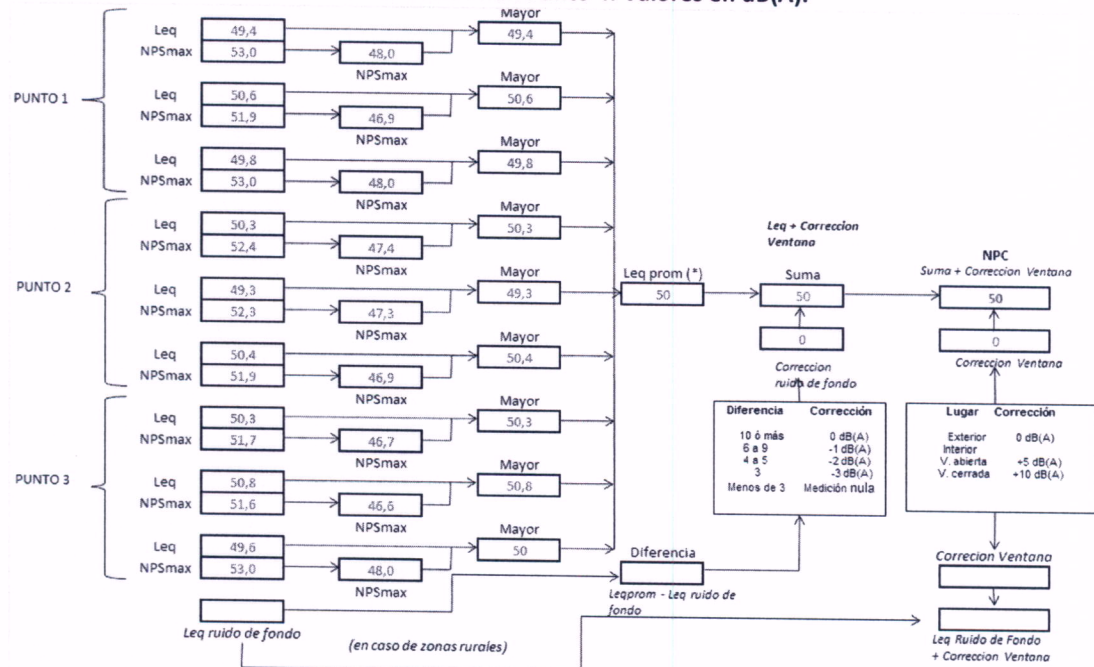 valores en dB(A).
PUNTO 1
Leq 49,4
NPSmax 53,0
48,0
NPSmax
Mayor
49,4
Leq 50,6
NPSmax 51,9
46,9
NPSmax
Mayor
50,6
Leq 49,8
NPSmax 53,0
48,0
NPSmax
Mayor
49,8
PUNTO 2
Leq 50,3
NPSmax 52,4
47,4
NPSmax
Mayor
50,3
Leq 49,3
NPSmax 52,3
47,3
NPSmax
Mayor
49,3
Leq 50,4
NPSmax 51,9
46,9
NPSmax
Mayor
50,4
PUNTO 3
Leq 50,3
NPSmax 51,7
46,7
NPSmax
Mayor
50,3
Leq 50,8
NPSmax 51,6
46,6
NPSmax
Mayor
50,8
Leq 49,6
NPSmax 53,0
48,0
NPSmax
Mayor
50
Leq ruido de fondo
(en caso de zonas rurales)
Leq prom (*)
50
Leq + Correccion
Ventana
Suma
50
0
Correccion
ruido de fondo
Diferencia Corrección
10 ó más 0 dB(A)
6 a 9 -1 dB(A)
4 a 5 -2 dB(A)
3 -3 dB(A)
Menos de 3 Medición nula
Diferencia
Leqprom - Leq ruido de
fondo
NPC
Suma + Correccion Ventana
50
0
Correccion Ventana
Lugar Corrección
Exterior 0 dB(A)
Interior
V. abierta +5 dB(A)
V. cerrada +10 dB(A)
Correcion Ventana
Leq Ruido de Fondo
+ Correccion Ventana